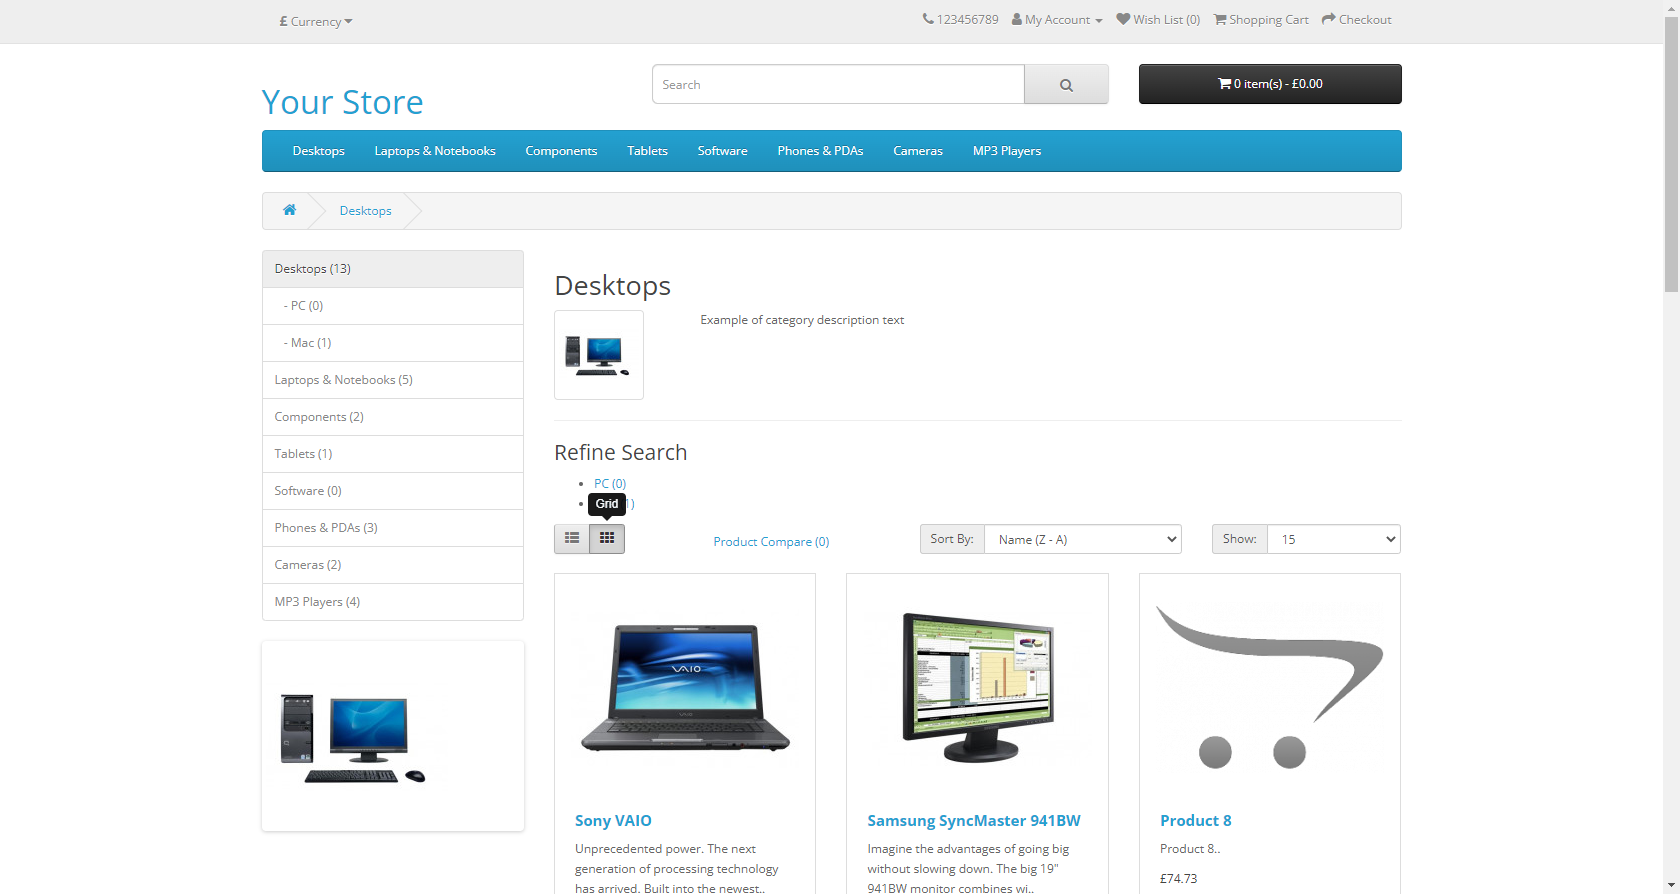 £ Currency
123456789
My Account
Wish List (0)
Shopping Cart
Checkout
Your Store
Search
0 item(s) - £0.00
Desktops
Laptops & Notebooks
Components
Tablets
Software
Phones & PDAs
Cameras
MP3 Players
Desktops
Desktops (13)
- PC (0)
- Mac (1)
Laptops & Notebooks (5)
Components (2)
Tablets (1)
Software (0)
Phones & PDAs (3)
Cameras (2)
MP3 Players (4)
Desktops
Example of category description text
Refine Search
PC (0)
Grid
1)
Product Compare (0)
Sort By:
Name (Z - A)
Show:
15
VAIO
Sony VAIO
Unprecedented power. The next
generation of processing technology
has arrived. Built into the newest..
Samsung SyncMaster 941BW
Imagine the advantages of going big
without slowing down. The big 19"
941BW monitor combines wi..
Product 8
Product 8..
£74.73